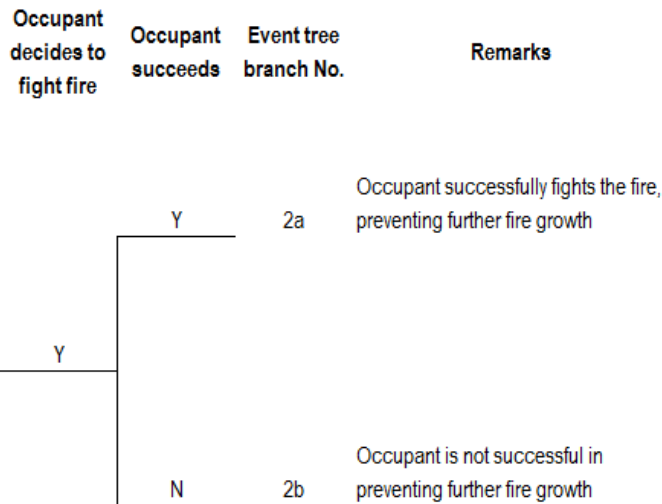 Occupant decides to fight fire
Occupant succeeds
Event tree branch No.
Remarks
Occupant successfully fights the fire,
Y 2a preventing further fire growth
Y
Occupant is not successful in
N 2b preventing further fire growth